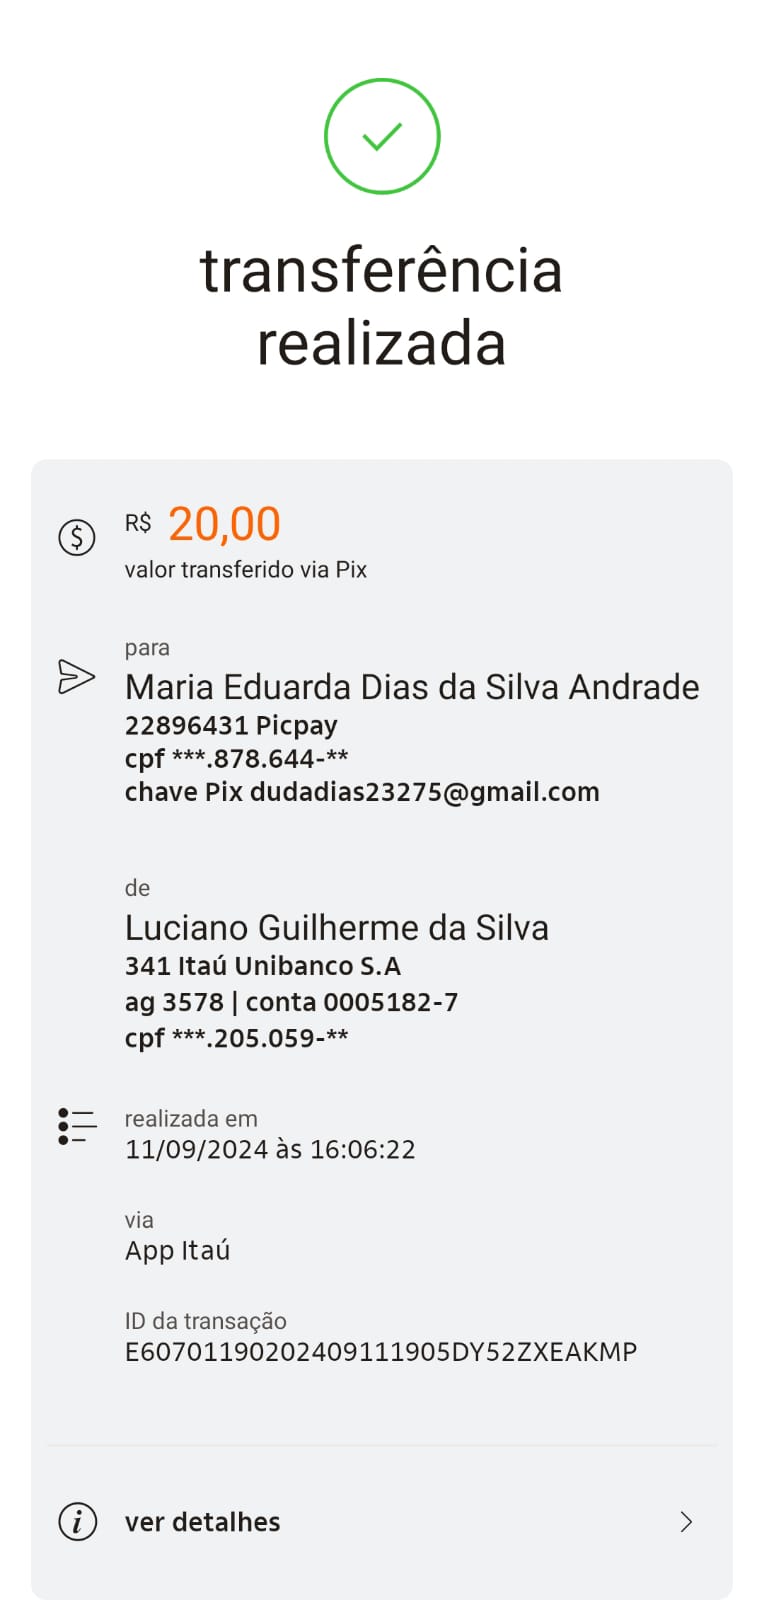 transferência
realizada
R$ 20,00
valor transferido via Pix
para
Maria Eduarda Dias da Silva Andrade
22896431 Picpay
cpf ***.878.644-**
chave Pix dudadias23275@gmail.com
de
Luciano Guilherme da Silva
341 Itaú Unibanco S.A
ag 3578 | conta 0005182-7
cpf ***.205.059-**
realizada em
11/09/2024 às 16:06:22
via
App Itaú
ID da transação
E60701190202409111905DY52ZXEAKMP
ver detalhes